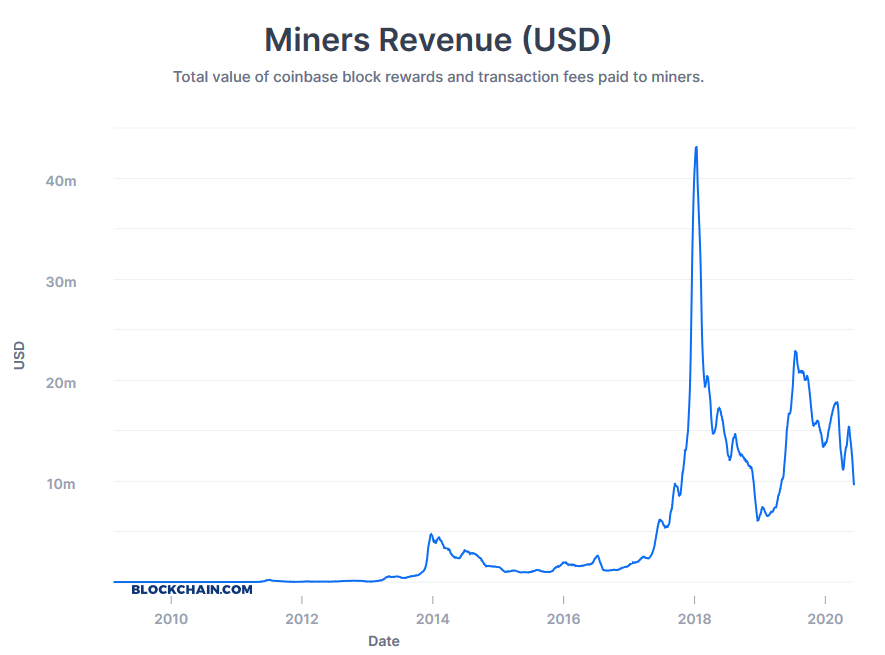 Miners Revenue (USD)
Total value of coinbase block rewards and transaction fees paid to miners.
40m
30m
USD
20m
10m
BLOCKCHAIN.COM
2010 2012 2014 2016 2018 2020
Date